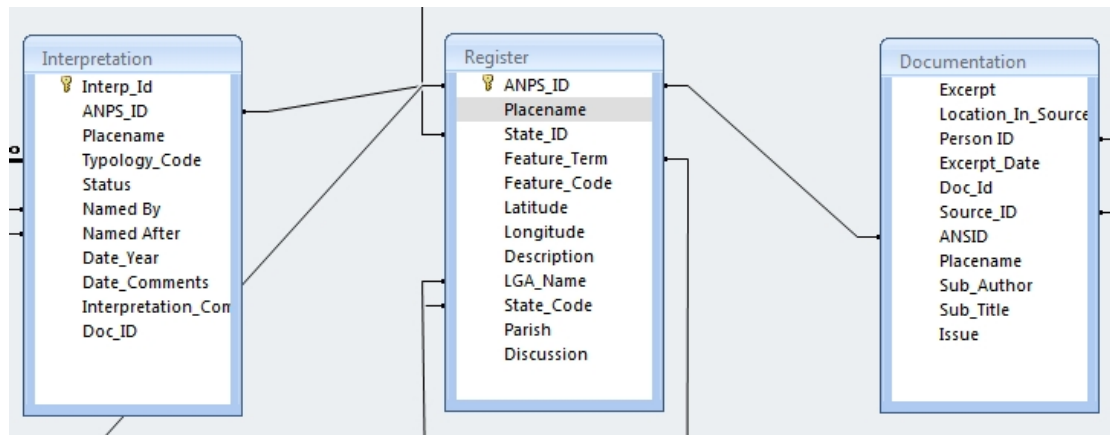 Interpretation
Interp_Id
ANPS_ID
Placename
Typology_Code
Status
Named By
Named After
Date_Year
Date_Comments
Interpretation_Com
Doc_ID
Register
ANPS_ID
Placename
State_ID
Feature_Term
Feature_Code
Latitude
Longitude
Description
LGA_Name
State_Code
Parish
Discussion
Documentation
Excerpt
Location_In_Source
Person ID
Excerpt_Date
Doc_Id
Source_ID
ANSID
Placename
Sub_Author
Sub_Title
Issue